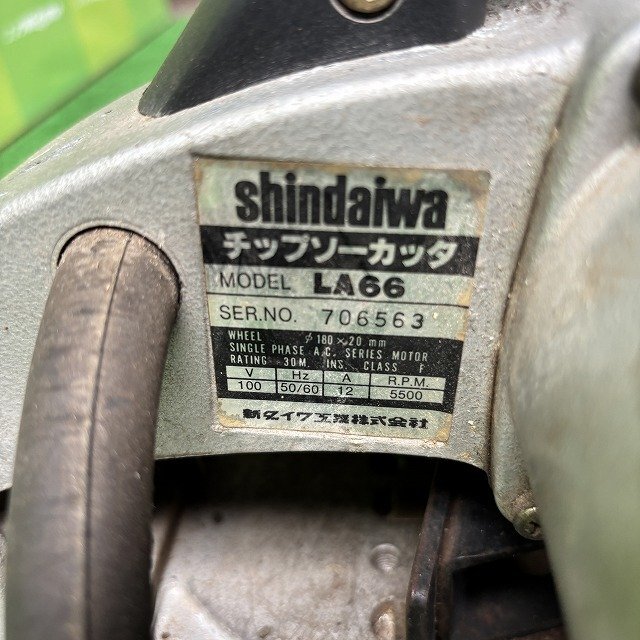 shindaiwa
チップソーカッタ
MODEL LA66
SER.NO. 706563
WHEEL φ180×20 mm
SINGLE PHASE A.C. SERIES MOTOR
RATING 30M INS. CLASS F
V Hz A R.P.M.
100 50/60 12 5500
新ダイワ工業株式会社